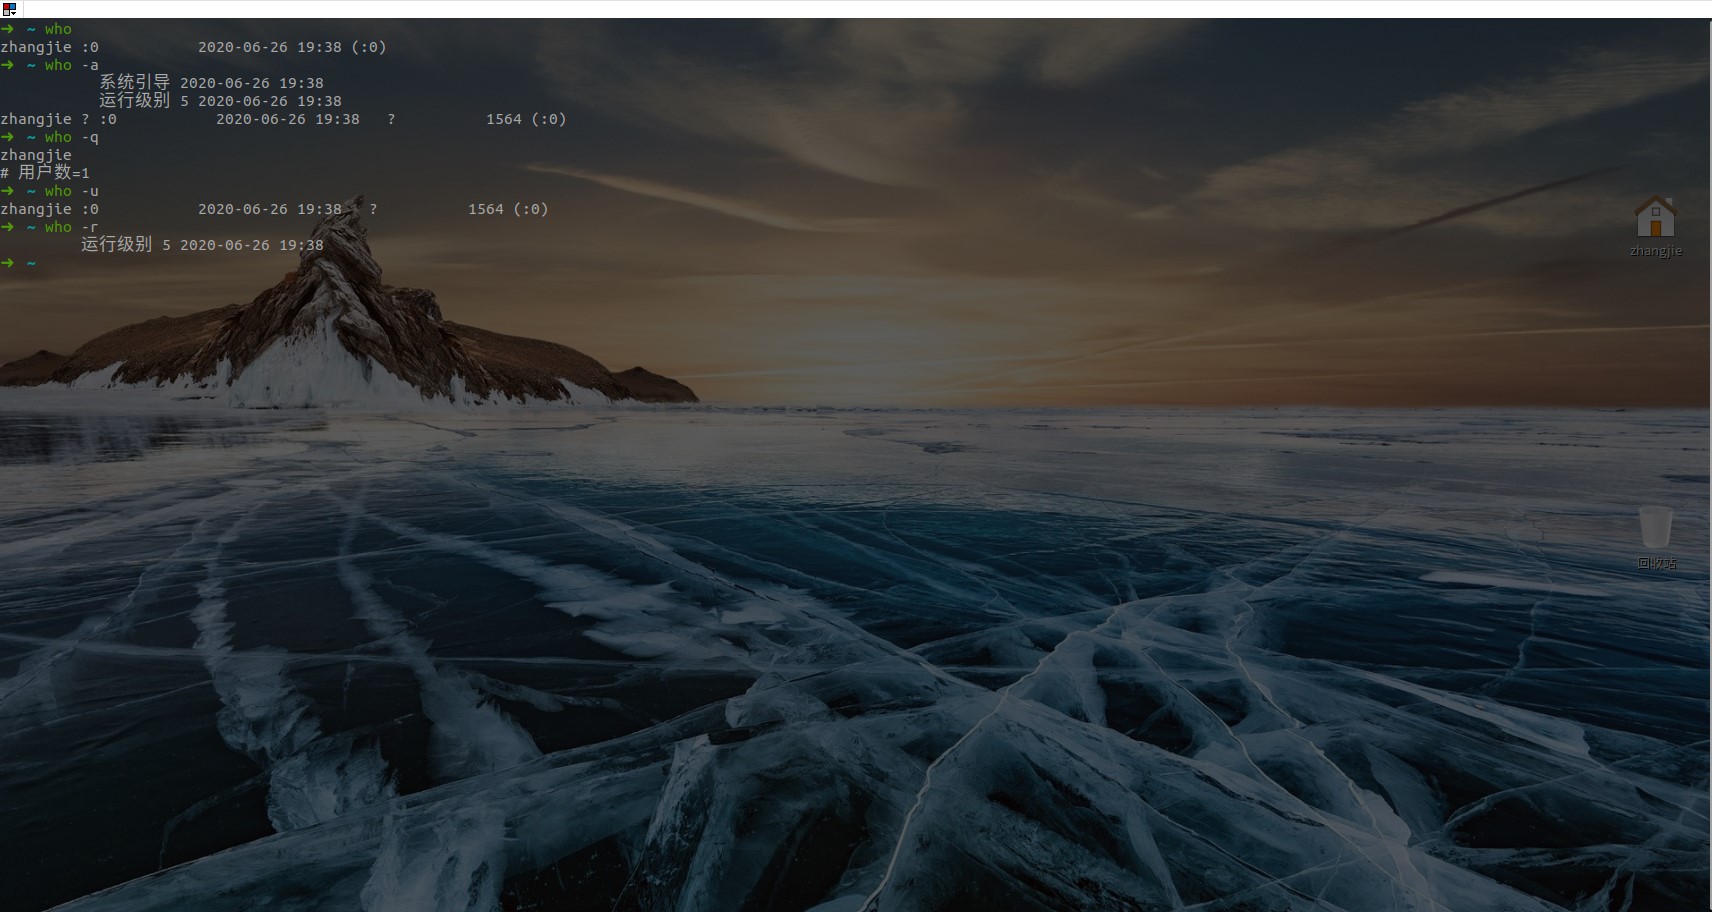 ➜ ~ who
zhangjie :0           2020-06-26 19:38 (:0)
➜ ~ who -a
           系统引导 2020-06-26 19:38
           运行级别 5 2020-06-26 19:38
zhangjie ? :0           2020-06-26 19:38   ?          1564 (:0)
➜ ~ who -q
zhangjie
# 用户数=1
➜ ~ who -u
zhangjie :0           2020-06-26 19:38   ?          1564 (:0)
➜ ~ who -r
         运行级别 5 2020-06-26 19:38
➜ ~
zhangjie
回收站